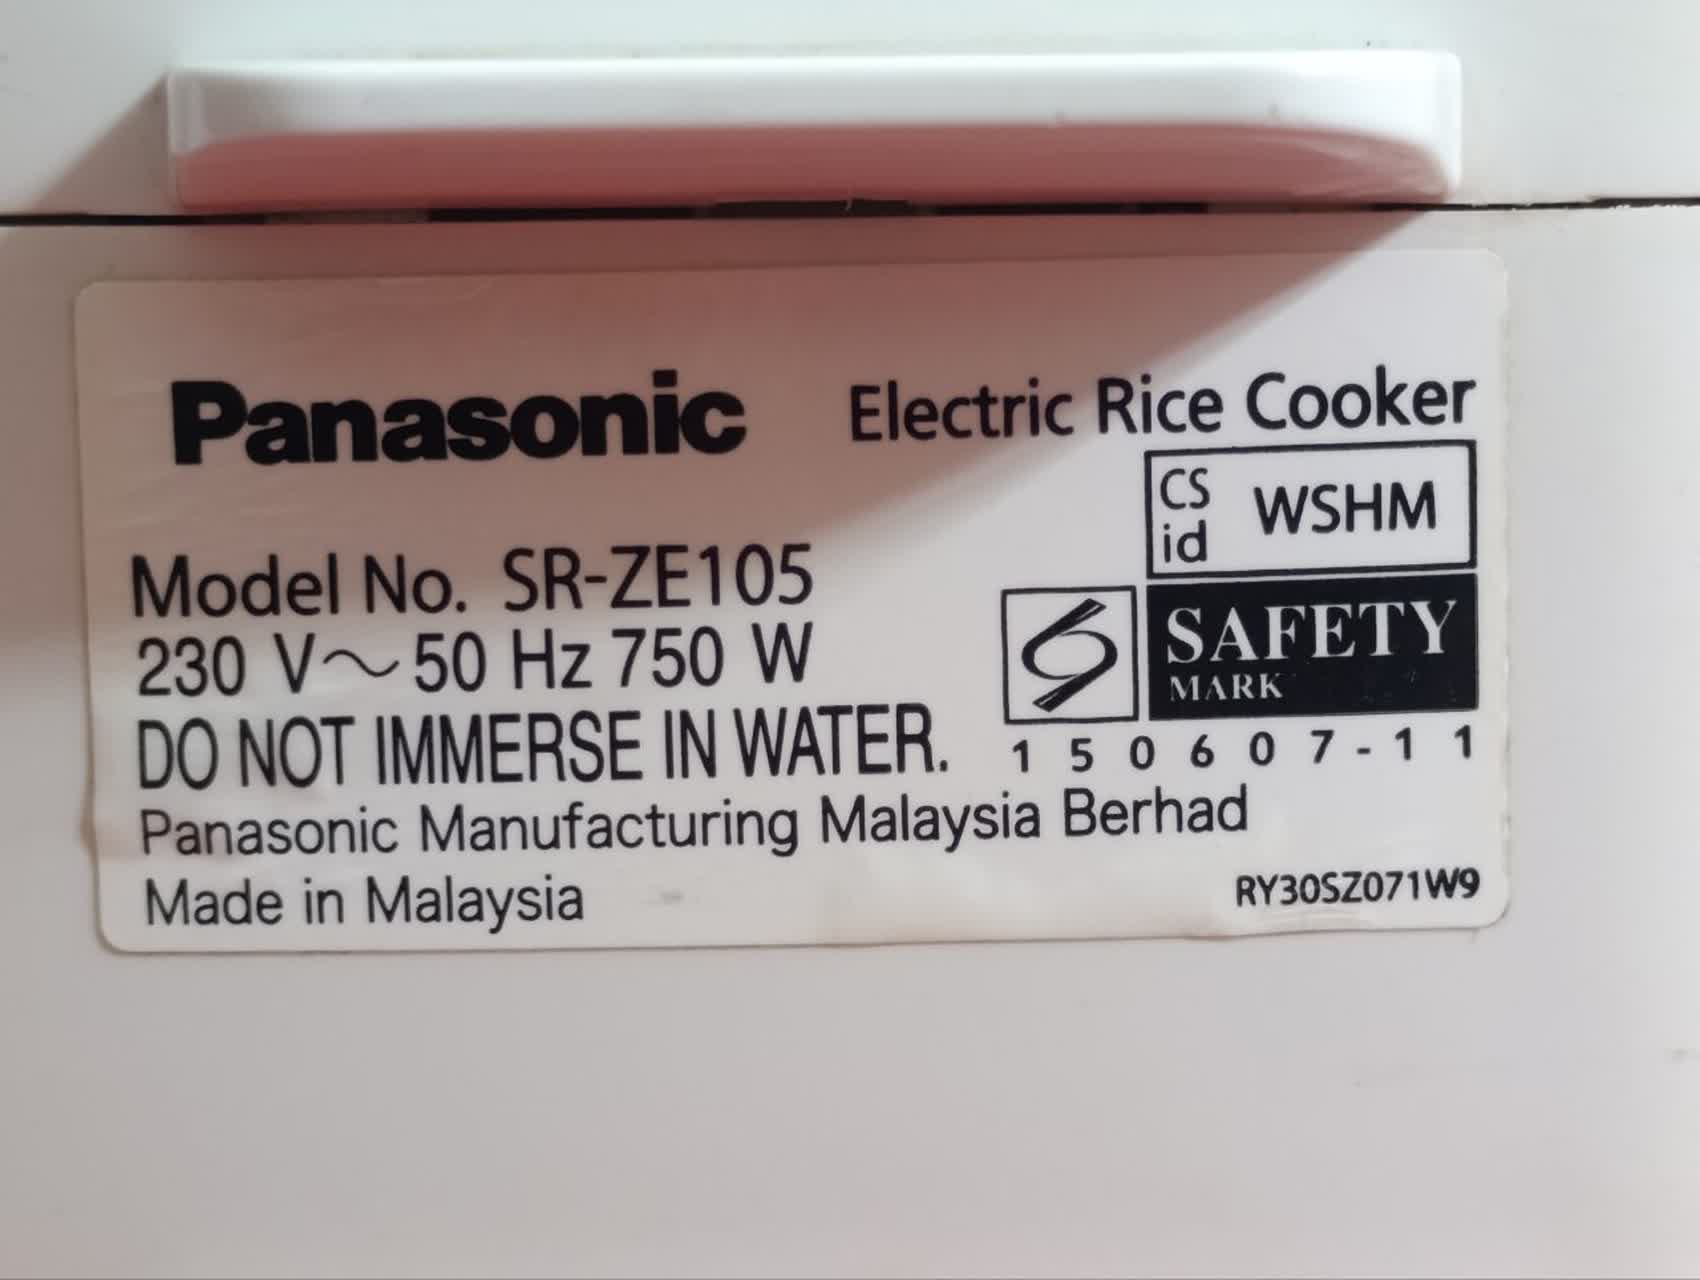 Panasonic Electric Rice Cooker
CS id WSHM
Model No. SR-ZE105
SAFETY
230 V～50 Hz 750 W
MARK
DO NOT IMMERSE IN WATER.
150607-11
Panasonic Manufacturing Malaysia Berhad
Made in Malaysia
RY30SZ071W9